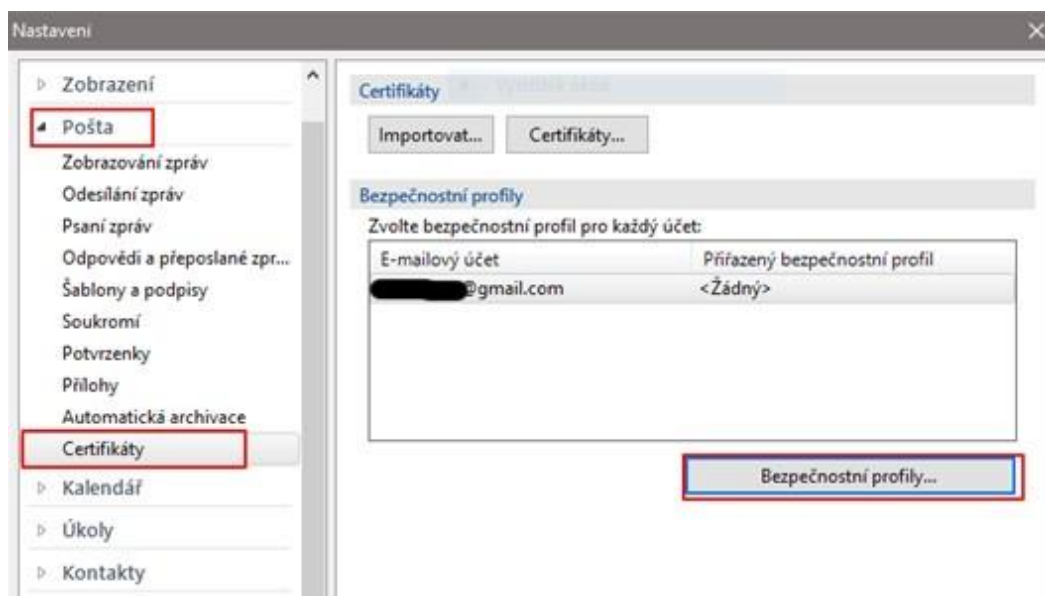 Nastavení
Zobrazení
Pošta
Zobrazování zpráv
Odesílání zpráv
Psaní zpráv
Odpovědi a přeposlané zpr...
Šablony a podpisy
Soukromí
Potvrzenky
Přílohy
Automatická archivace
Certifikáty
Kalendář
Úkoly
Kontakty
Certifikáty
Importovat... Certifikáty...
Bezpečnostní profily
Zvolte bezpečnostní profil pro každý účet:
E-mailový účet Přiřazený bezpečnostní profil
@gmail.com <Žádný>
Bezpečnostní profily...